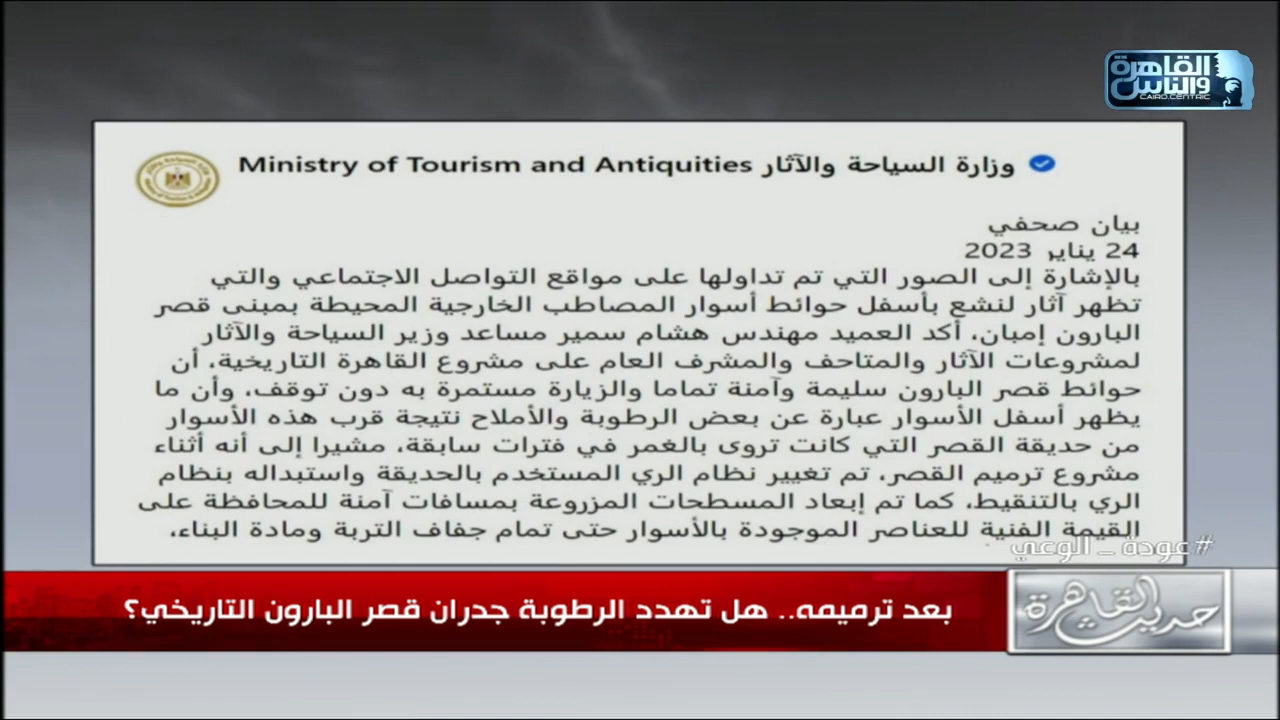 القاهرة
والناس
CAIRO.CENTRIC
وزارة السياحة والآثار Ministry of Tourism and Antiquities
بيان صحفي
24 يناير 2023
بالإشارة إلى الصور التي تم تداولها على مواقع التواصل الاجتماعي والتي
تظهر آثار لنشع بأسفل حوائط أسوار المصاطب الخارجية المحيطة بمبنى قصر
البارون إمبان، أكد العميد مهندس هشام سمير مساعد وزير السياحة والآثار
لمشروعات الآثار والمتاحف والمشرف العام على مشروع القاهرة التاريخية، أن
حوائط قصر البارون سليمة وآمنة تماما والزيارة مستمرة به دون توقف، وأن ما
يظهر أسفل الأسوار عبارة عن بعض الرطوبة والأملاح نتيجة قرب هذه الأسوار
من حديقة القصر التي كانت تروى بالغمر في فترات سابقة، مشيرا إلى أنه أثناء
مشروع ترميم القصر، تم تغيير نظام الري المستخدم بالحديقة واستبداله بنظام
الري بالتنقيط، كما تم إبعاد المسطحات المزروعة بمسافات آمنة للمحافظة على
القيمة الفنية للعناصر الموجودة بالأسوار حتى تمام جفاف التربة ومادة البناء،
#عودة_الوعي
حديث القاهرة
بعد ترميمه.. هل تهدد الرطوبة جدران قصر البارون التاريخي؟